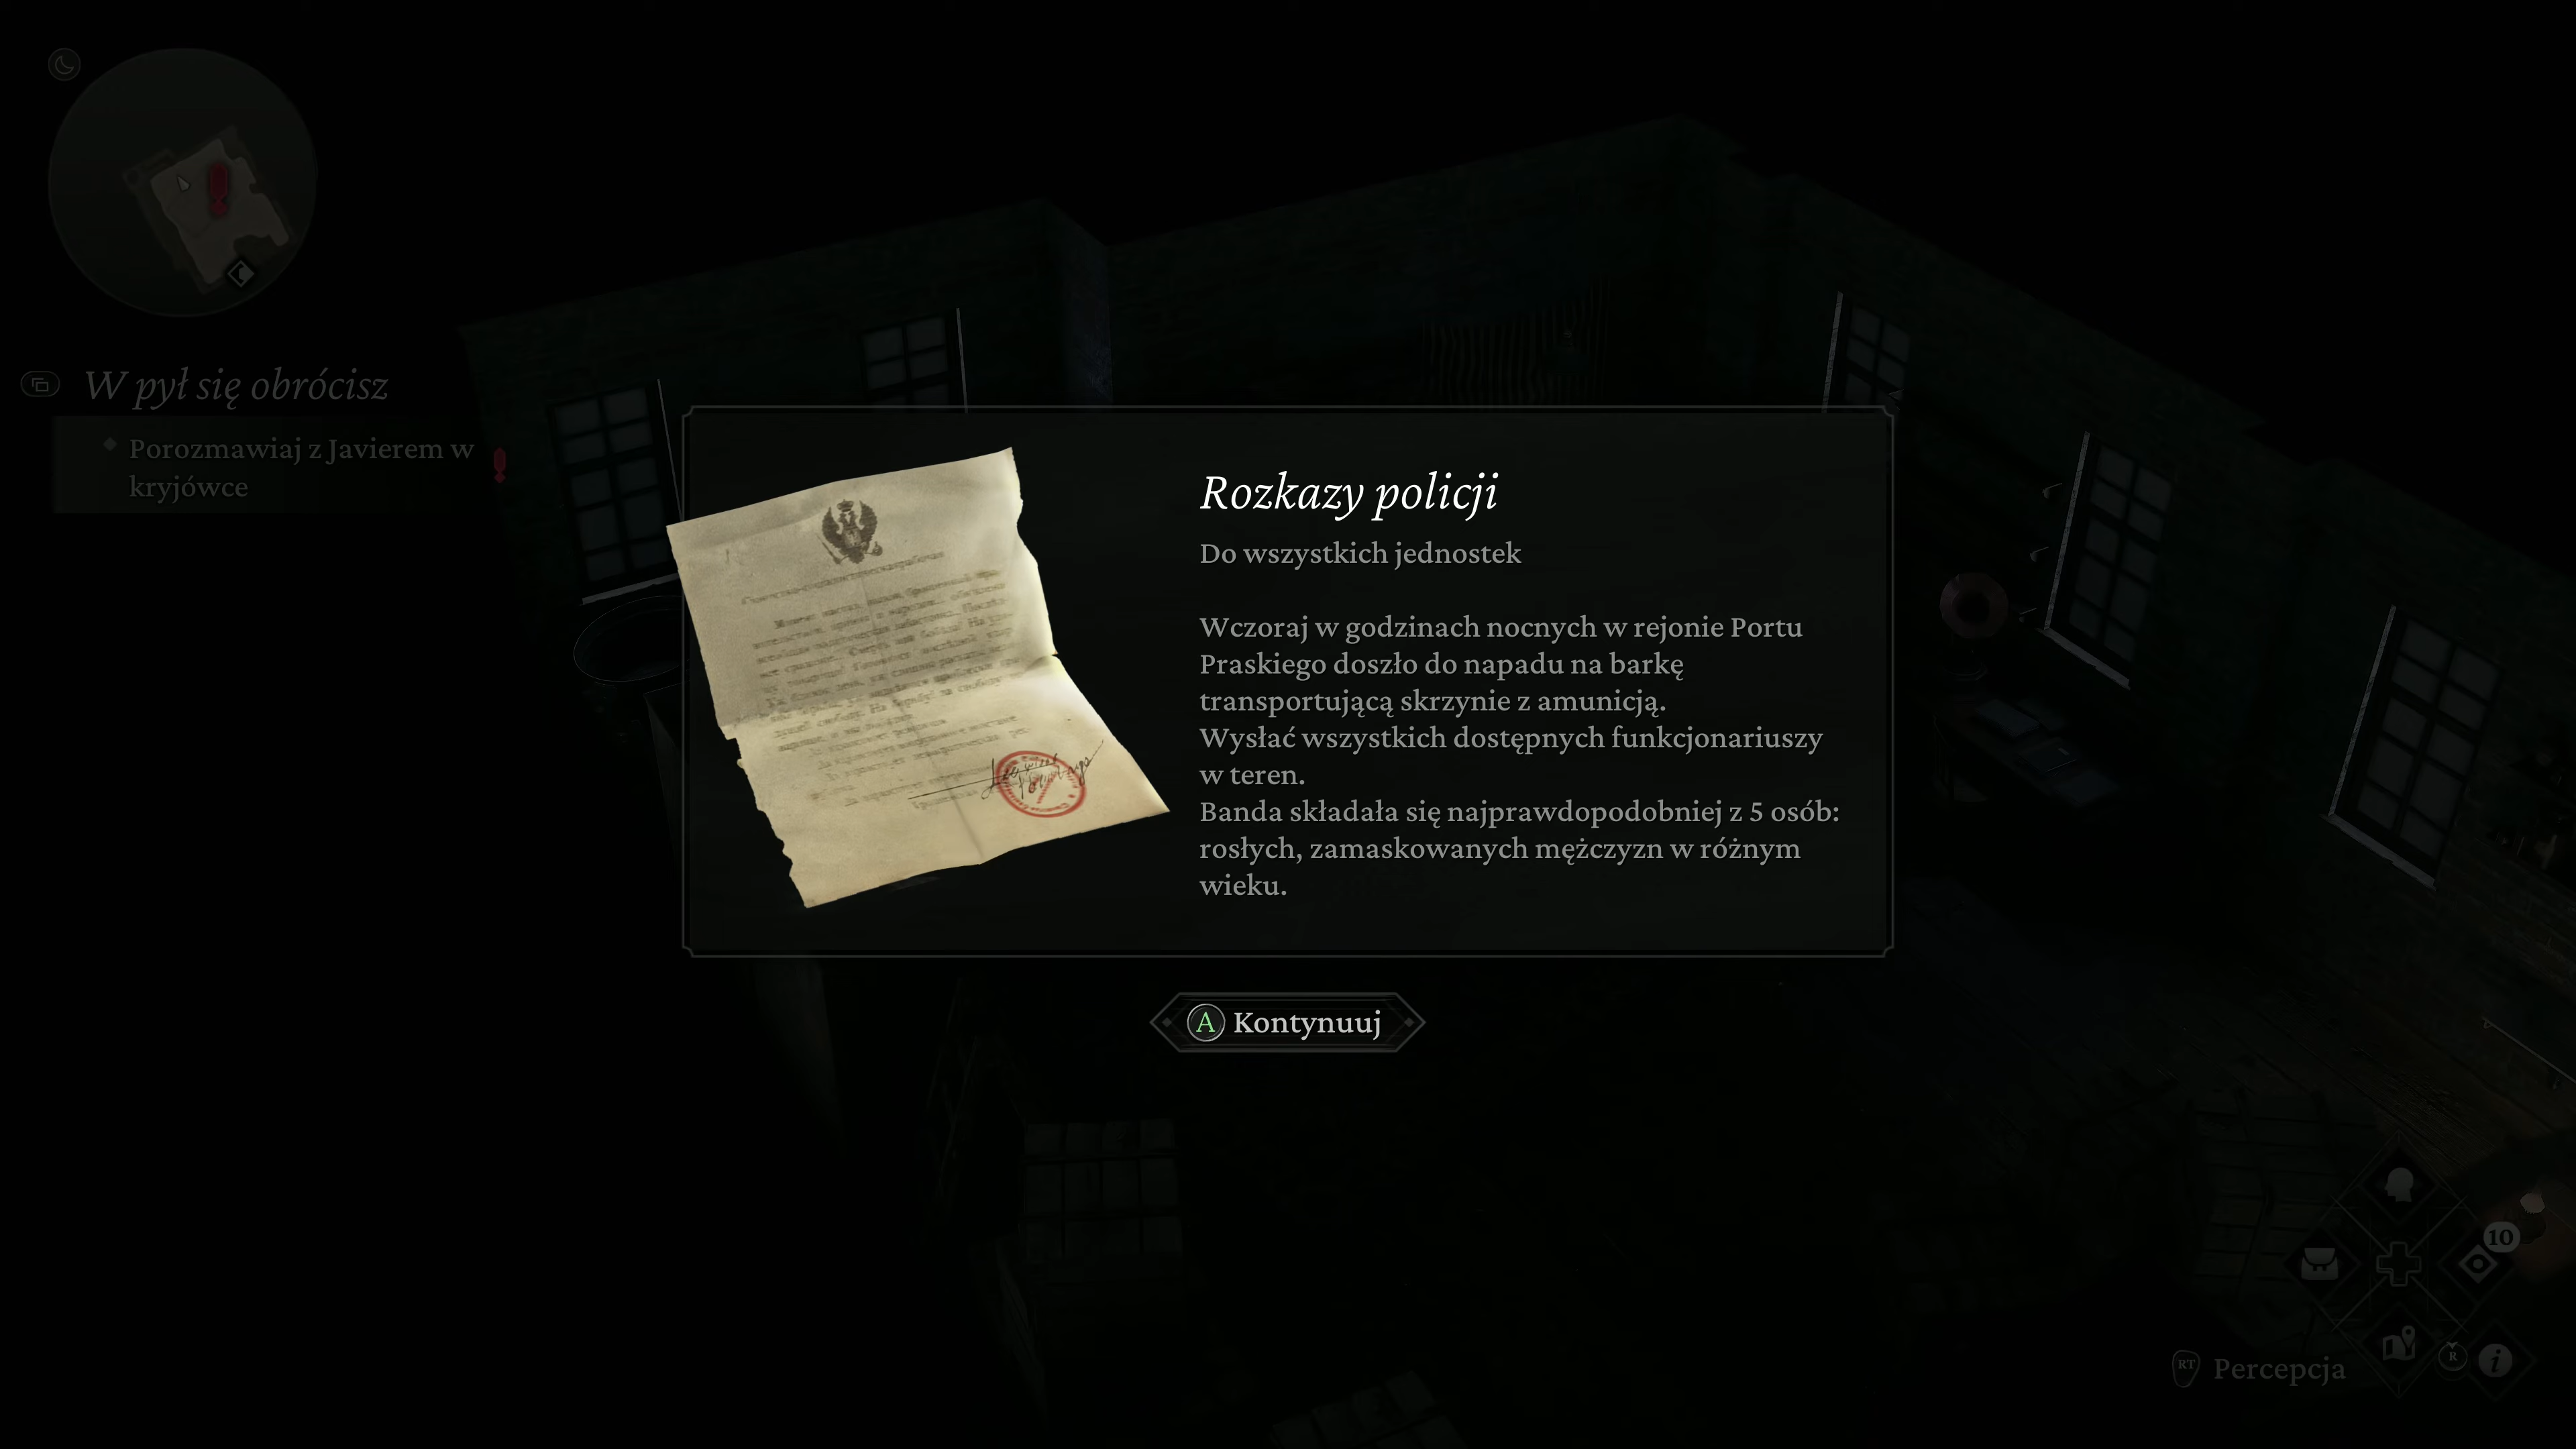 W pył się obrócisz
Porozmawiaj z Javierem w
kryjówce
Rozkazy policji
Do wszystkich jednostek
Wczoraj w godzinach nocnych w rejonie Portu
Praskiego doszło do napadu na barkę
transportującą skrzynie z amunicją.
Wysłać wszystkich dostępnych funkcjonariuszy
w teren.
Banda składała się najprawdopodobniej z 5 osób:
rosłych, zamaskowanych mężczyzn w różnym
wieku.
A Kontynuuj
10
R
RT Percepcja